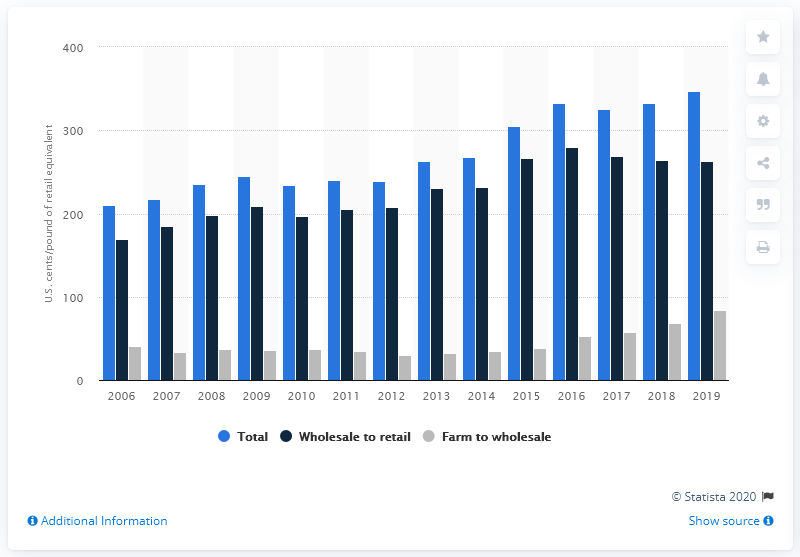 400
300
200
100
0
U.S. cents/pound of retail equivalent
2006 2007 2008 2009 2010 2011 2012 2013 2014 2015 2016 2017 2018 2019
Total Wholesale to retail Farm to wholesale
© Statista 2020
Additional Information Show source